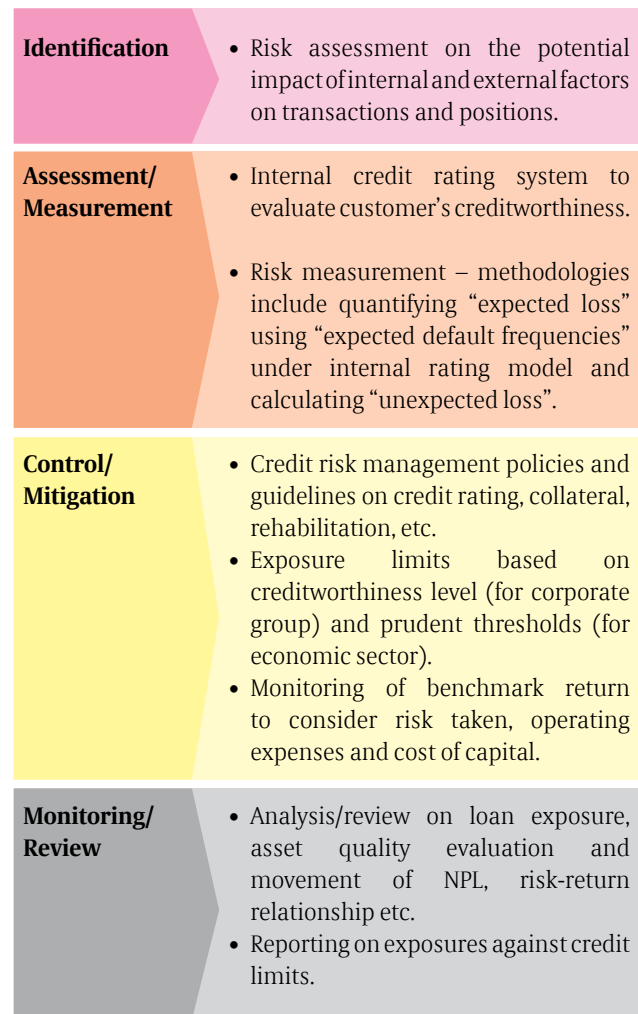 Identification
• Risk assessment on the potential
impact of internal and external factors
on transactions and positions.
Assessment/
Measurement
• Internal credit rating system to
evaluate customer’s creditworthiness.
• Risk measurement – methodologies
include quantifying “expected loss”
using “expected default frequencies”
under internal rating model and
calculating “unexpected loss”.
Control/
Mitigation
• Credit risk management policies and
guidelines on credit rating, collateral,
rehabilitation, etc.
• Exposure limits based on
creditworthiness level (for corporate
group) and prudent thresholds (for
economic sector).
• Monitoring of benchmark return
to consider risk taken, operating
expenses and cost of capital.
Monitoring/
Review
• Analysis/review on loan exposure,
asset quality evaluation and
movement of NPL, risk-return
relationship etc.
• Reporting on exposures against credit
limits.